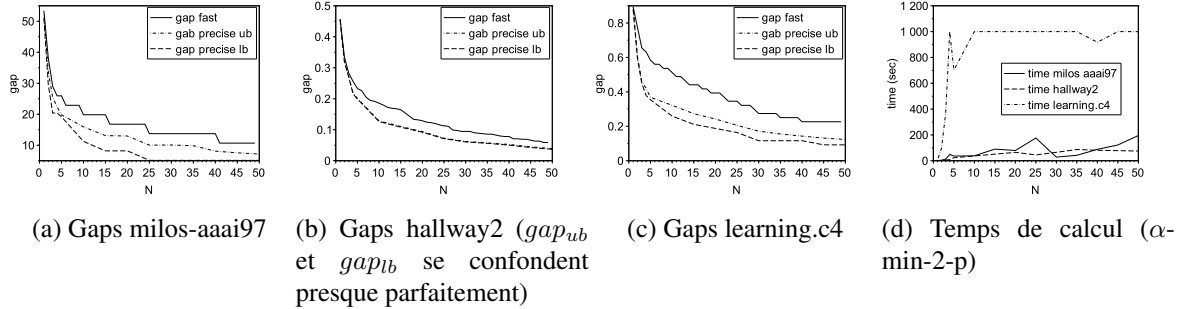 gap fast
gab precise ub
gap precise lb
50
40
30
20
10
gap
0 5 10 15 20 25 30 35 40 45 50
N
(a) Gaps milos-aaai97
gap fast
gap precise ub
gap precise lb
0.5
0.4
0.3
0.2
0.1
0
gap
0 5 10 15 20 25 30 35 40 45 50
N
(b) Gaps hallway2 (gap_ub
et gap_lb se confondent
presque parfaitement)
gap fast
gap precise ub
gap precise lb
0.8
0.6
0.4
0.2
0
gap
0 5 10 15 20 25 30 35 40 45 50
N
(c) Gaps learning.c4
1 000
800
600
400
200
0
time (sec)
time milos aaai97
time hallway2
time learning.c4
0 5 10 15 20 25 30 35 40 45 50
N
(d) Temps de calcul (α-
min-2-p)